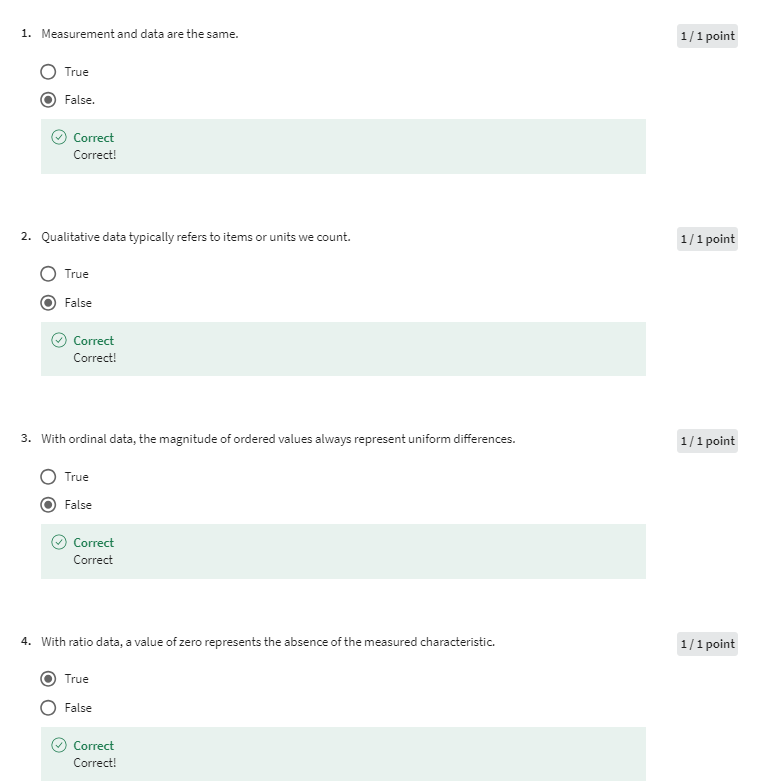 1. Measurement and data are the same.
1 / 1 point
True
False.
Correct
Correct!
2. Qualitative data typically refers to items or units we count.
1 / 1 point
True
False
Correct
Correct!
3. With ordinal data, the magnitude of ordered values always represent uniform differences.
1 / 1 point
True
False
Correct
Correct
4. With ratio data, a value of zero represents the absence of the measured characteristic.
1 / 1 point
True
False
Correct
Correct!